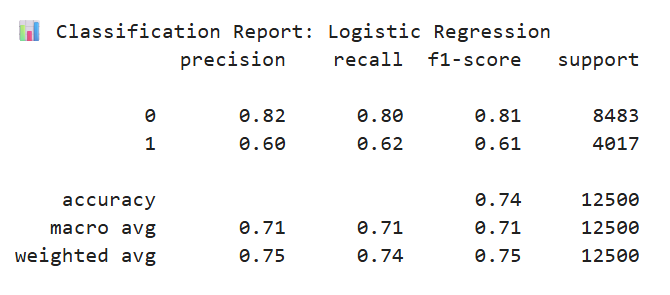 📊 Classification Report: Logistic Regression
precision recall f1-score support
0 0.82 0.80 0.81 8483
1 0.60 0.62 0.61 4017
accuracy 0.74 12500
macro avg 0.71 0.71 0.71 12500
weighted avg 0.75 0.74 0.75 12500